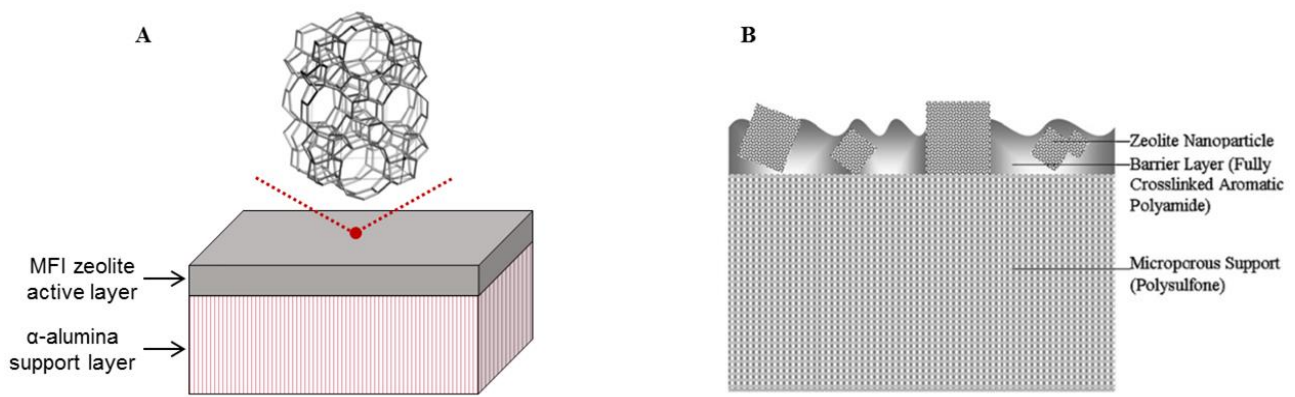 A
MFI zeolite
active layer
α-alumina
support layer
B
Zeolite Nanoparticle
Barrier Layer (Fully
Crosslinked Aromatic
Polyamide)
Microporous Support
(Polysulfone)